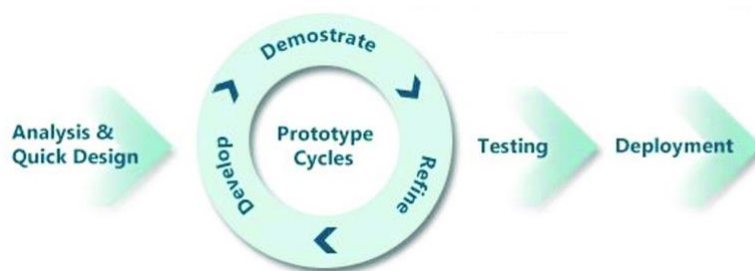 Analysis &
Quick Design
Demostrate
Refine
Develop
Prototype
Cycles
Testing
Deployment